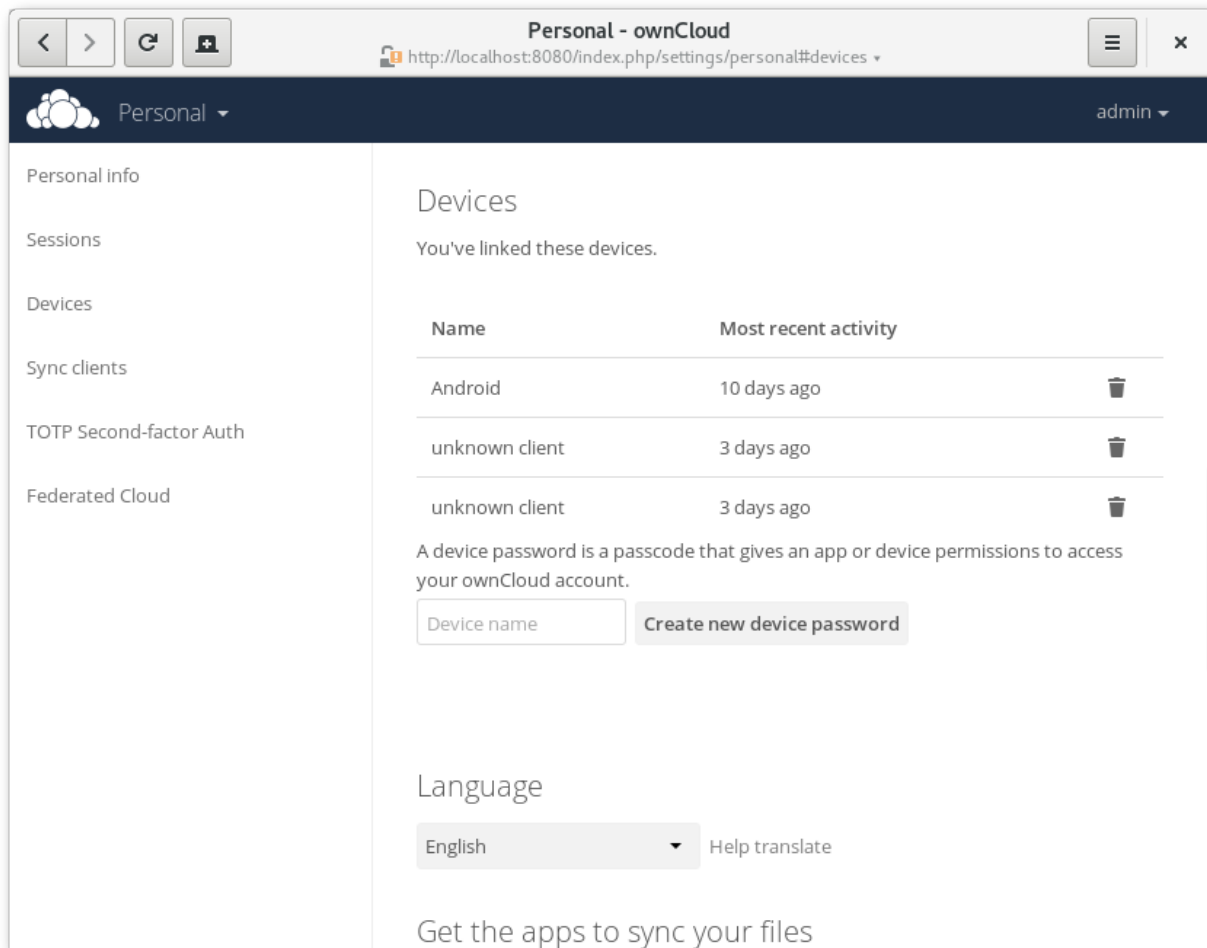 Personal - ownCloud
http://localhost:8080/index.php/settings/personal#devices
Personal
admin
Personal info
Sessions
Devices
Sync clients
TOTP Second-factor Auth
Federated Cloud
Devices
You've linked these devices.
Name Most recent activity
Android 10 days ago
unknown client 3 days ago
unknown client 3 days ago
A device password is a passcode that gives an app or device permissions to access
your ownCloud account.
Device name Create new device password
Language
English Help translate
Get the apps to sync your files